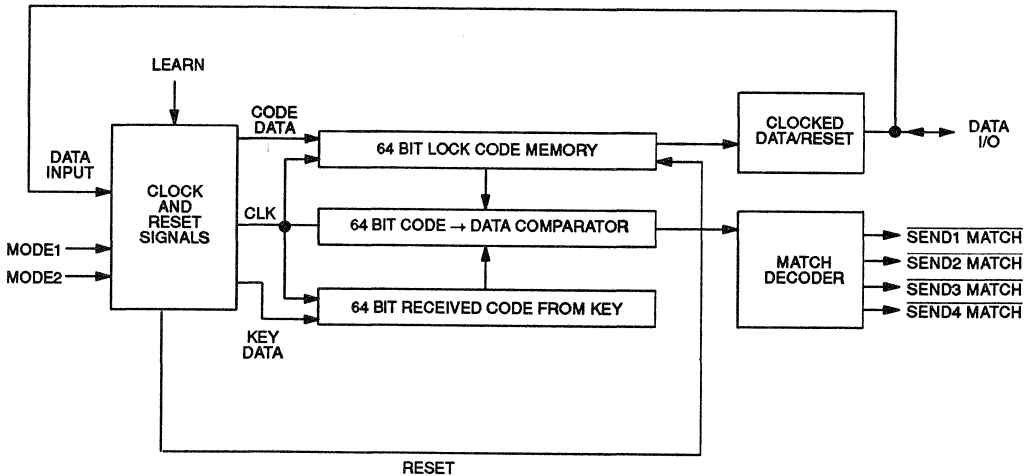 LEARN
CODE
DATA
DATA
INPUT
MODE1
MODE2
CLOCK
AND
RESET
SIGNALS
CLK
KEY
DATA
64 BIT LOCK CODE MEMORY
64 BIT CODE → DATA COMPARATOR
64 BIT RECEIVED CODE FROM KEY
CLOCKED
DATA/RESET
DATA
I/O
MATCH
DECODER
SEND1 MATCH
SEND2 MATCH
SEND3 MATCH
SEND4 MATCH
RESET